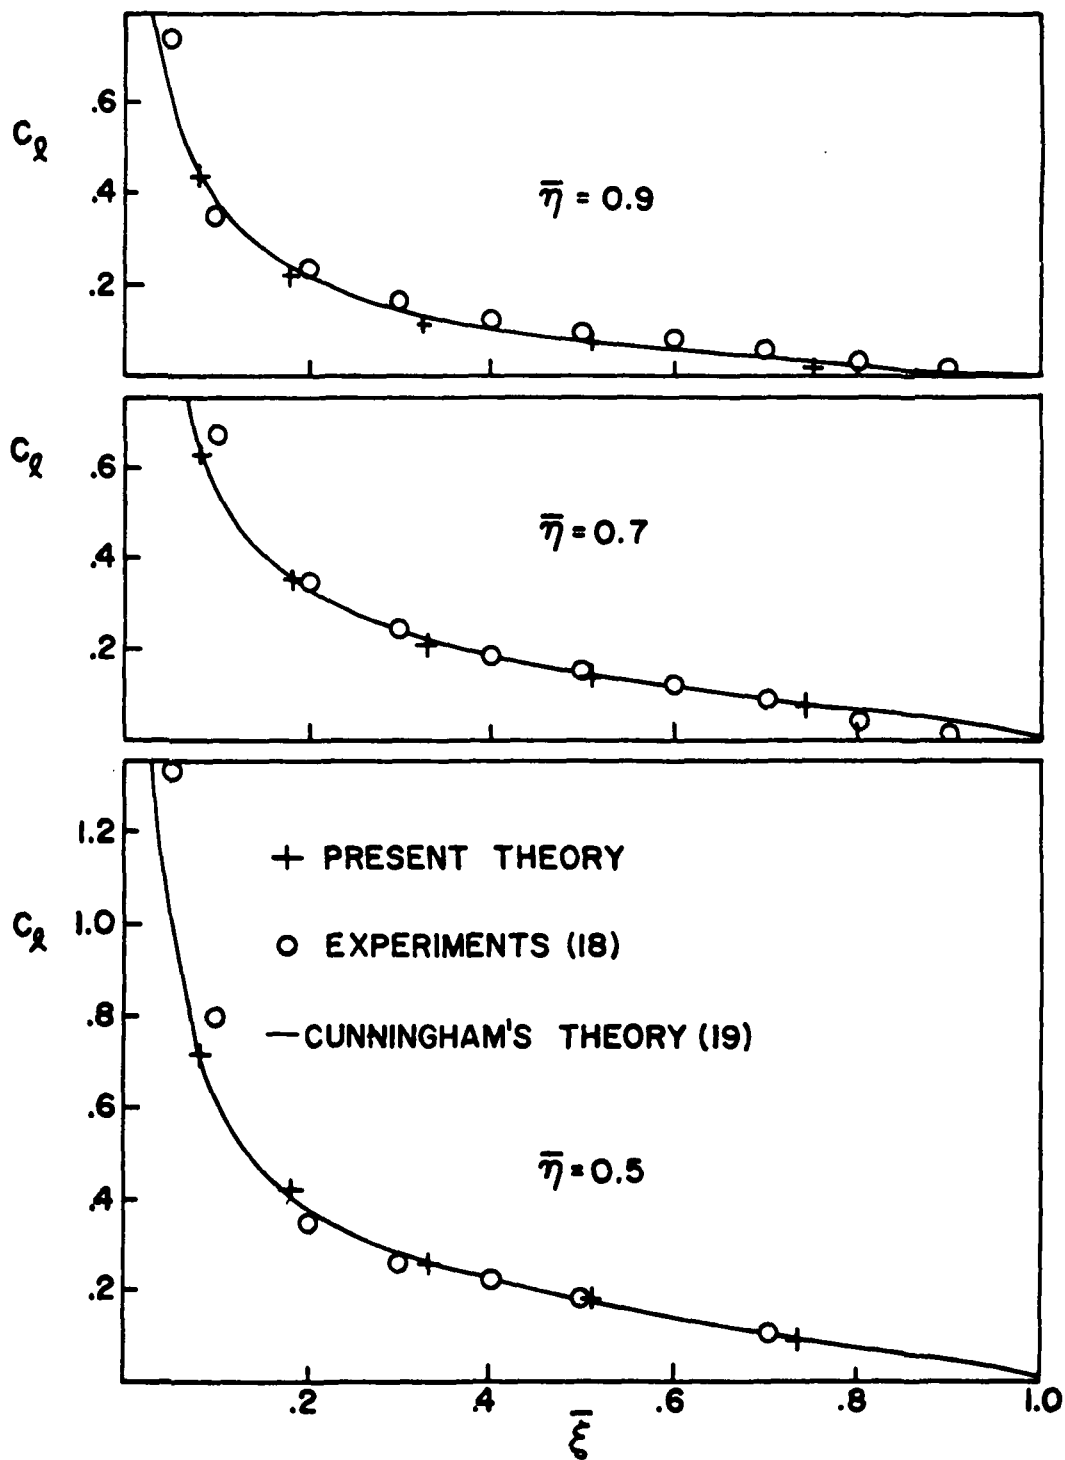 .6
Cℓ
.4
η̄ = 0.9
.2
Cℓ
.6
η̄ = 0.7
.4
.2
1.2
+ PRESENT THEORY
Cℓ 1.0
O EXPERIMENTS (18)
.8
— CUNNINGHAM'S THEORY (19)
.6
η̄ = 0.5
.4
.2
.2 .4 .6 .8 1.0
ξ̄